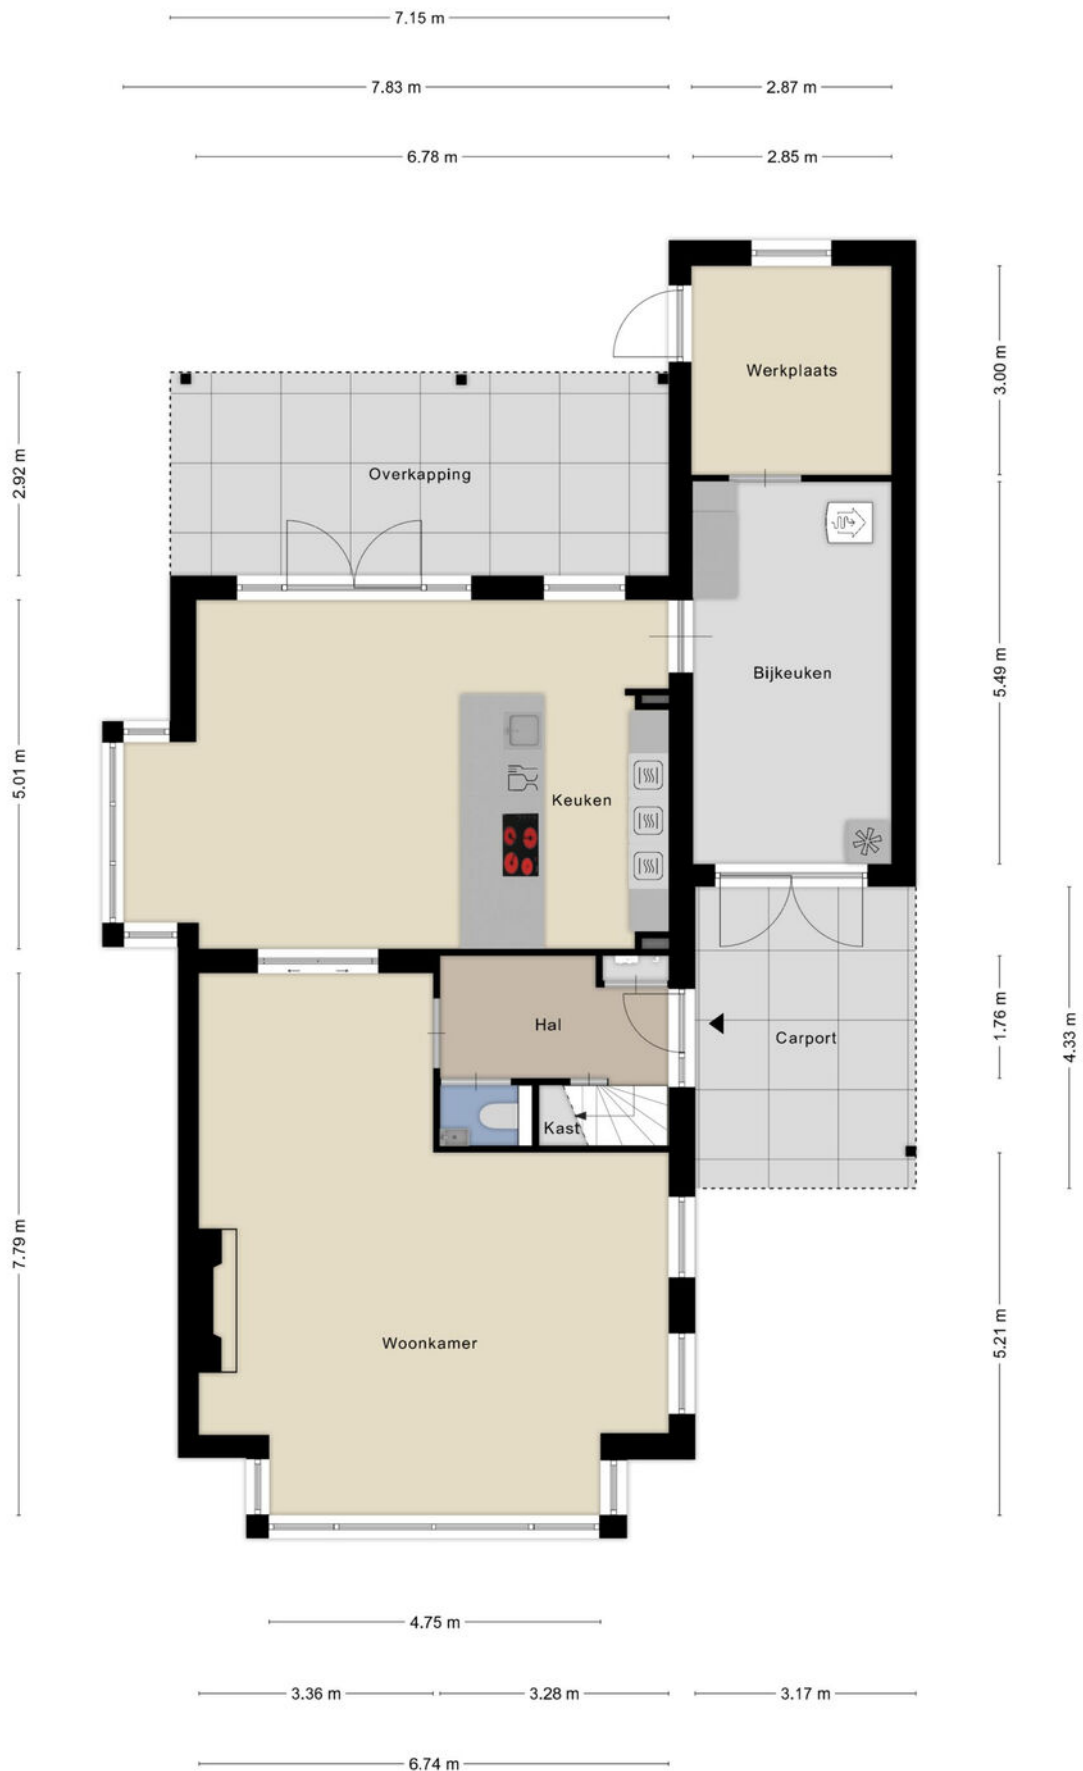 7.15 m
7.83 m
2.87 m
6.78 m
2.85 m
3.00 m
Werkplaats
2.92 m
Overkapping
5.49 m
Bijkeuken
5.01 m
Keuken
1.76 m
Hal
Carport
4.33 m
Kast
7.79 m
Woonkamer
5.21 m
4.75 m
3.36 m
3.28 m
3.17 m
6.74 m